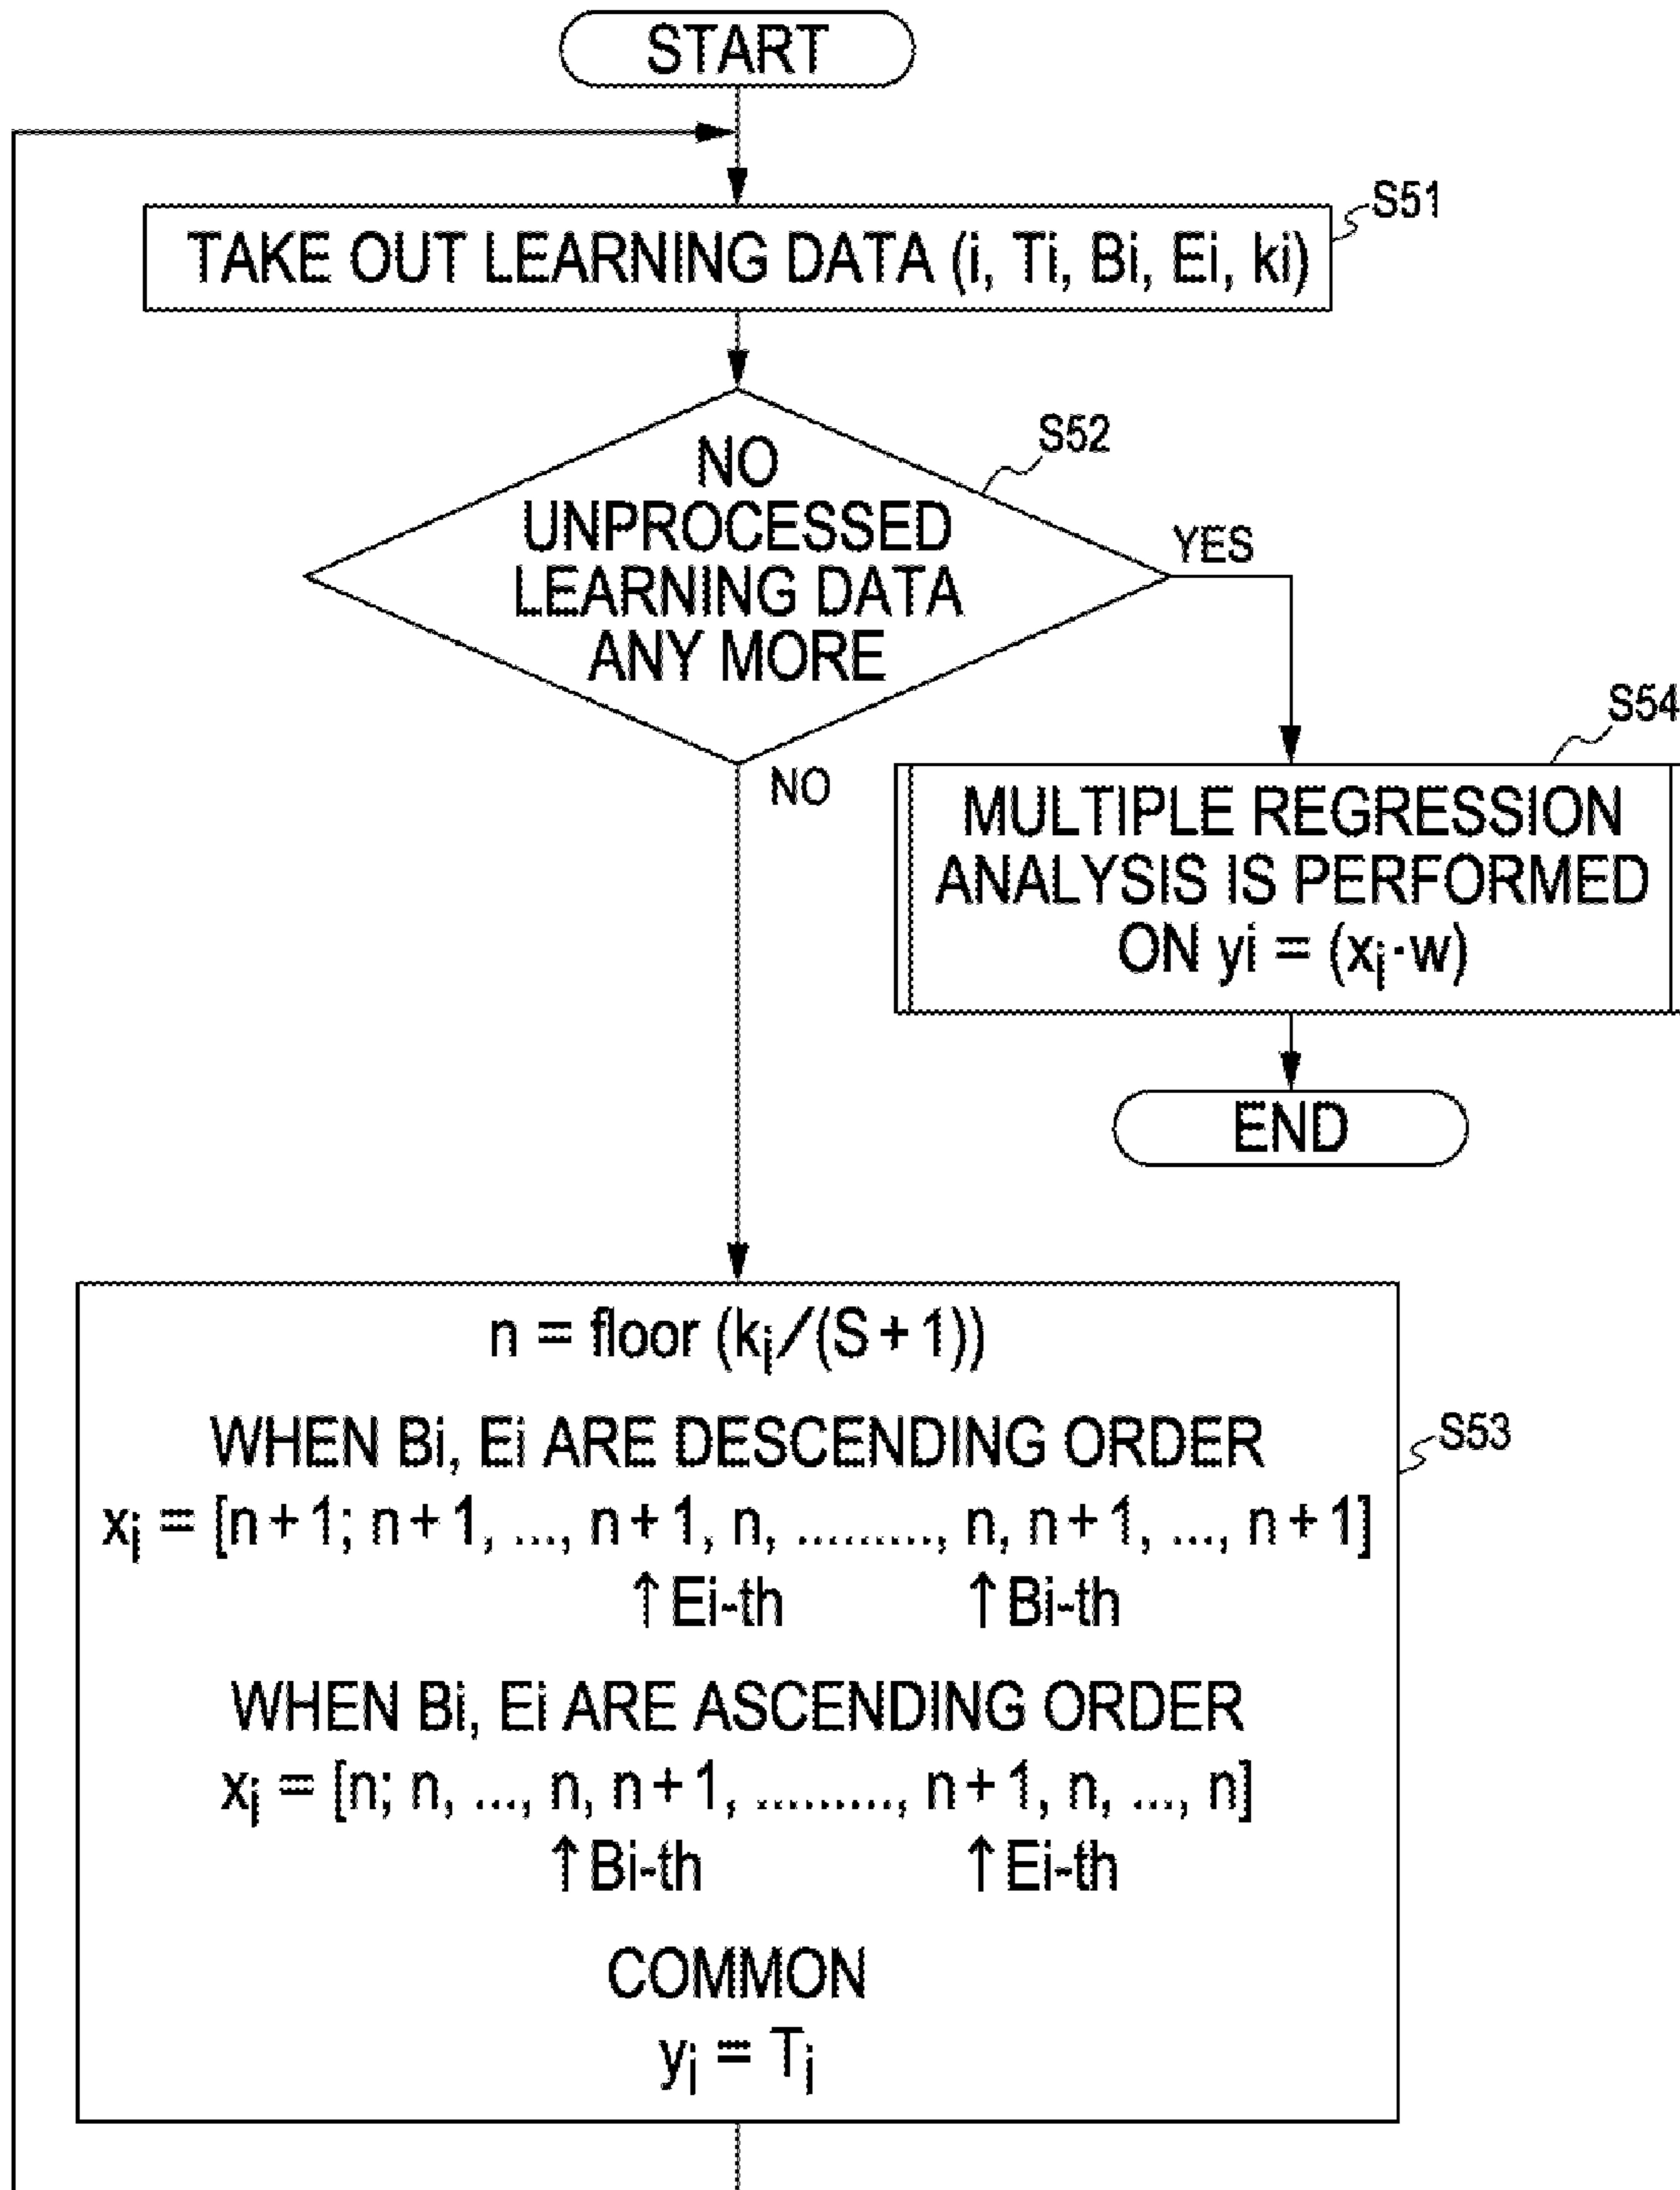 START
S51
TAKE OUT LEARNING DATA (i, Ti, Bi, Ei, ki)
S52
NO
UNPROCESSED
LEARNING DATA
ANY MORE
YES
NO
S54
MULTIPLE REGRESSION
ANALYSIS IS PERFORMED
ON yi = (xi·w)
END
n = floor (ki/(S+1))
WHEN Bi, Ei ARE DESCENDING ORDER
S53
xi = [n+1; n+1, ..., n+1, n, ........., n, n+1, ..., n+1]
↑Ei-th ↑Bi-th
WHEN Bi, Ei ARE ASCENDING ORDER
xi = [n; n, ..., n, n+1, ........., n+1, n, ..., n]
↑Bi-th ↑Ei-th
COMMON
yi = Ti